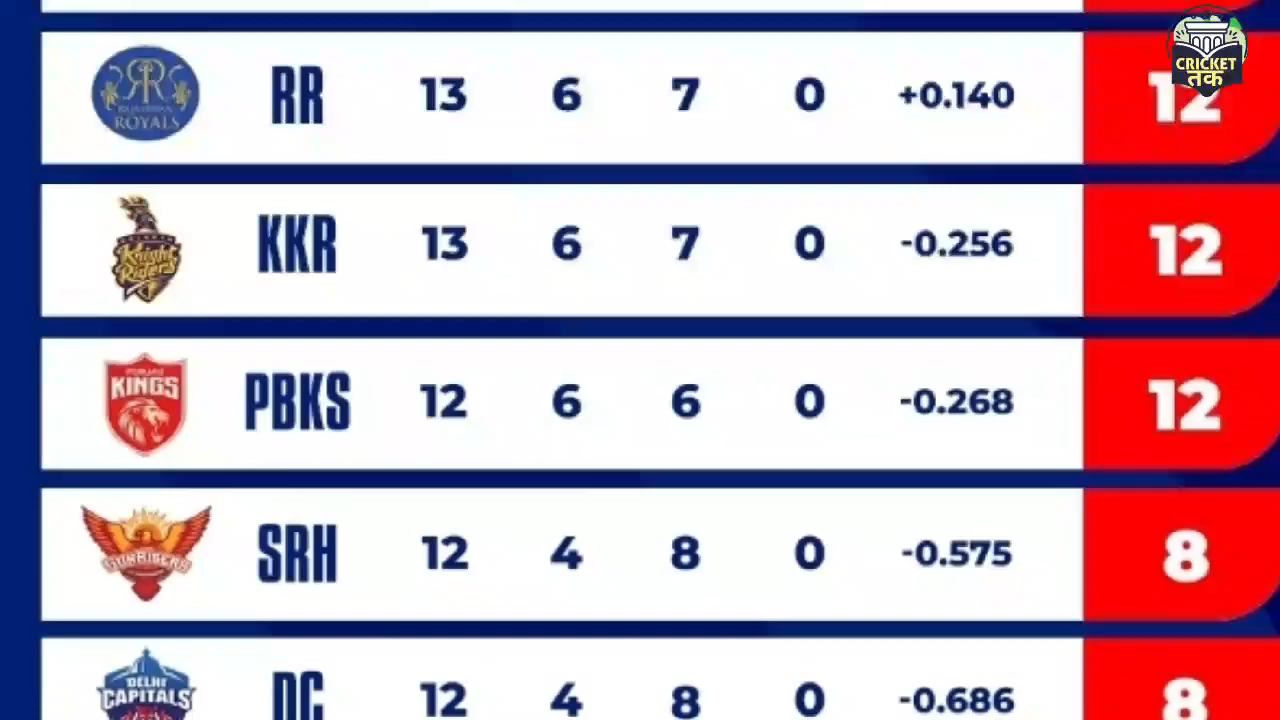 CRICKET
तक
RR 13 6 7 0 +0.140 12
ROYALS
KKR 13 6 7 0 -0.256 12
Knight
Riders
PBKS 12 6 6 0 -0.268 12
PUNJAB
KINGS
SRH 12 4 8 0 -0.575 8
SUNRISERS
DC 12 4 8 0 -0.686 8
DELHI
CAPITALS